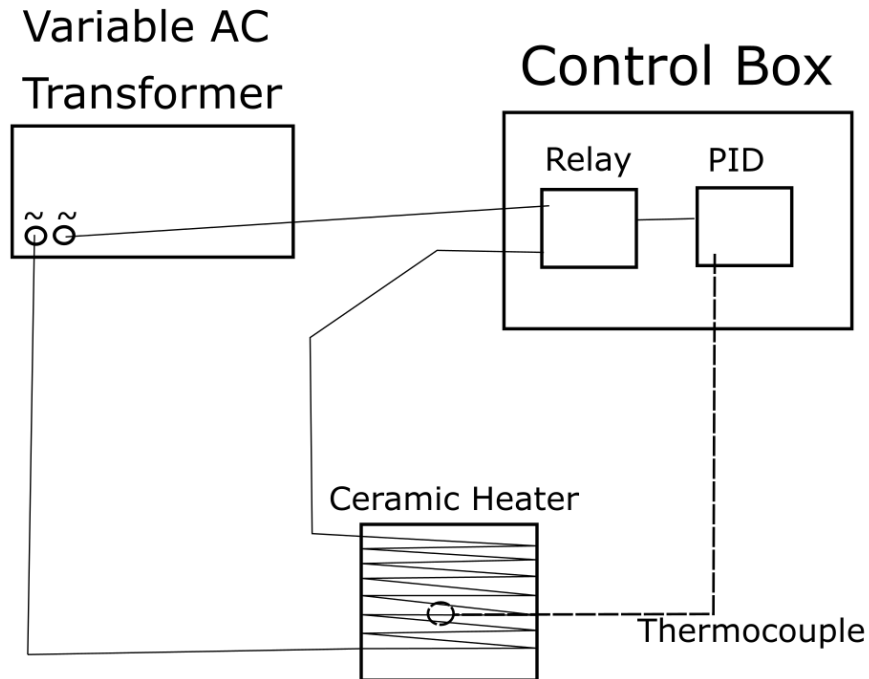 Variable AC
Transformer
~ ~
Control Box
Relay
PID
Ceramic Heater
Thermocouple